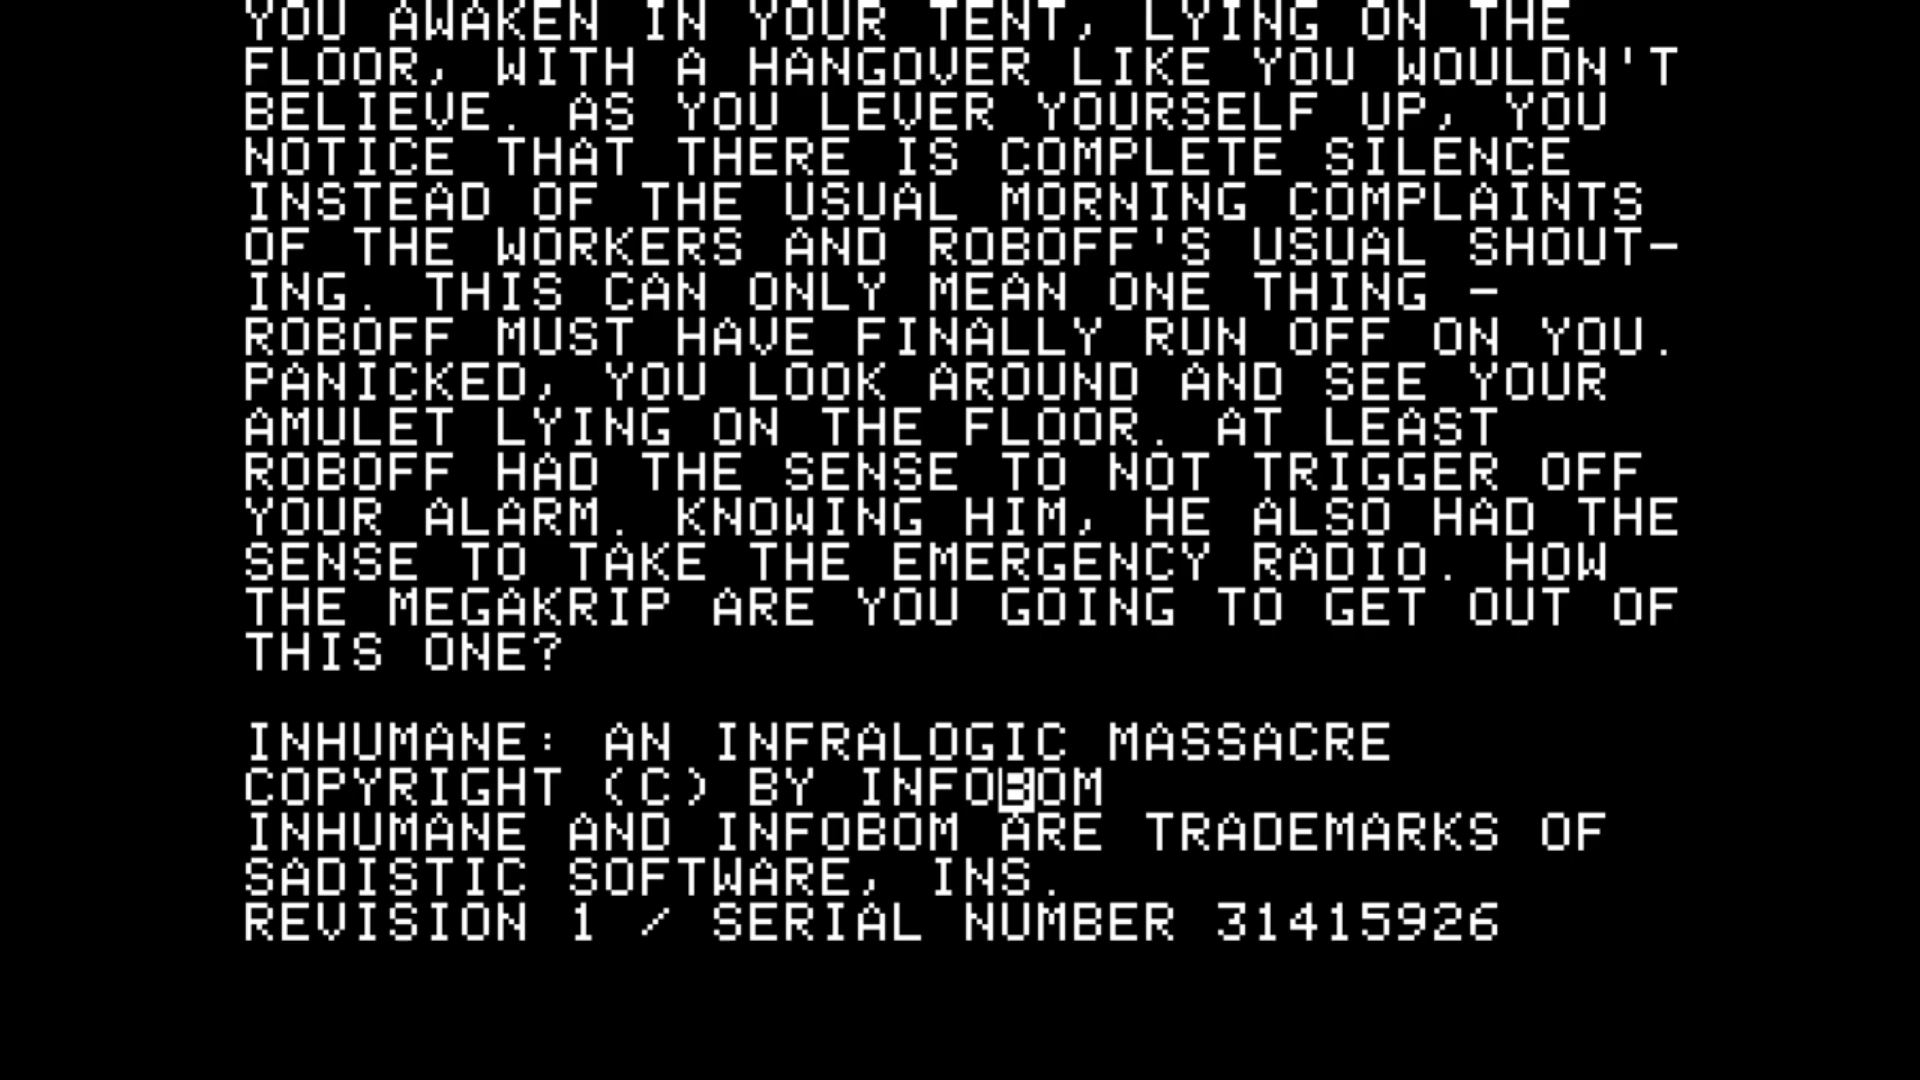 YOU AWAKEN IN YOUR TENT, LYING ON THE
FLOOR, WITH A HANGOVER LIKE YOU WOULDN'T
BELIEVE. AS YOU LEVER YOURSELF UP, YOU
NOTICE THAT THERE IS COMPLETE SILENCE
INSTEAD OF THE USUAL MORNING COMPLAINTS
OF THE WORKERS AND ROBOFF'S USUAL SHOUT-
ING. THIS CAN ONLY MEAN ONE THING -
ROBOFF MUST HAVE FINALLY RUN OFF ON YOU.
PANICKED, YOU LOOK AROUND AND SEE YOUR
AMULET LYING ON THE FLOOR. AT LEAST
ROBOFF HAD THE SENSE TO NOT TRIGGER OFF
YOUR ALARM. KNOWING HIM, HE ALSO HAD THE
SENSE TO TAKE THE EMERGENCY RADIO. HOW
THE MEGAKRIP ARE YOU GOING TO GET OUT OF
THIS ONE?
INHUMANE: AN INFRALOGIC MASSACRE
COPYRIGHT (C) BY INFOBOM
INHUMANE AND INFOBOM ARE TRADEMARKS OF
SADISTIC SOFTWARE, INS.
REVISION 1 / SERIAL NUMBER 31415926